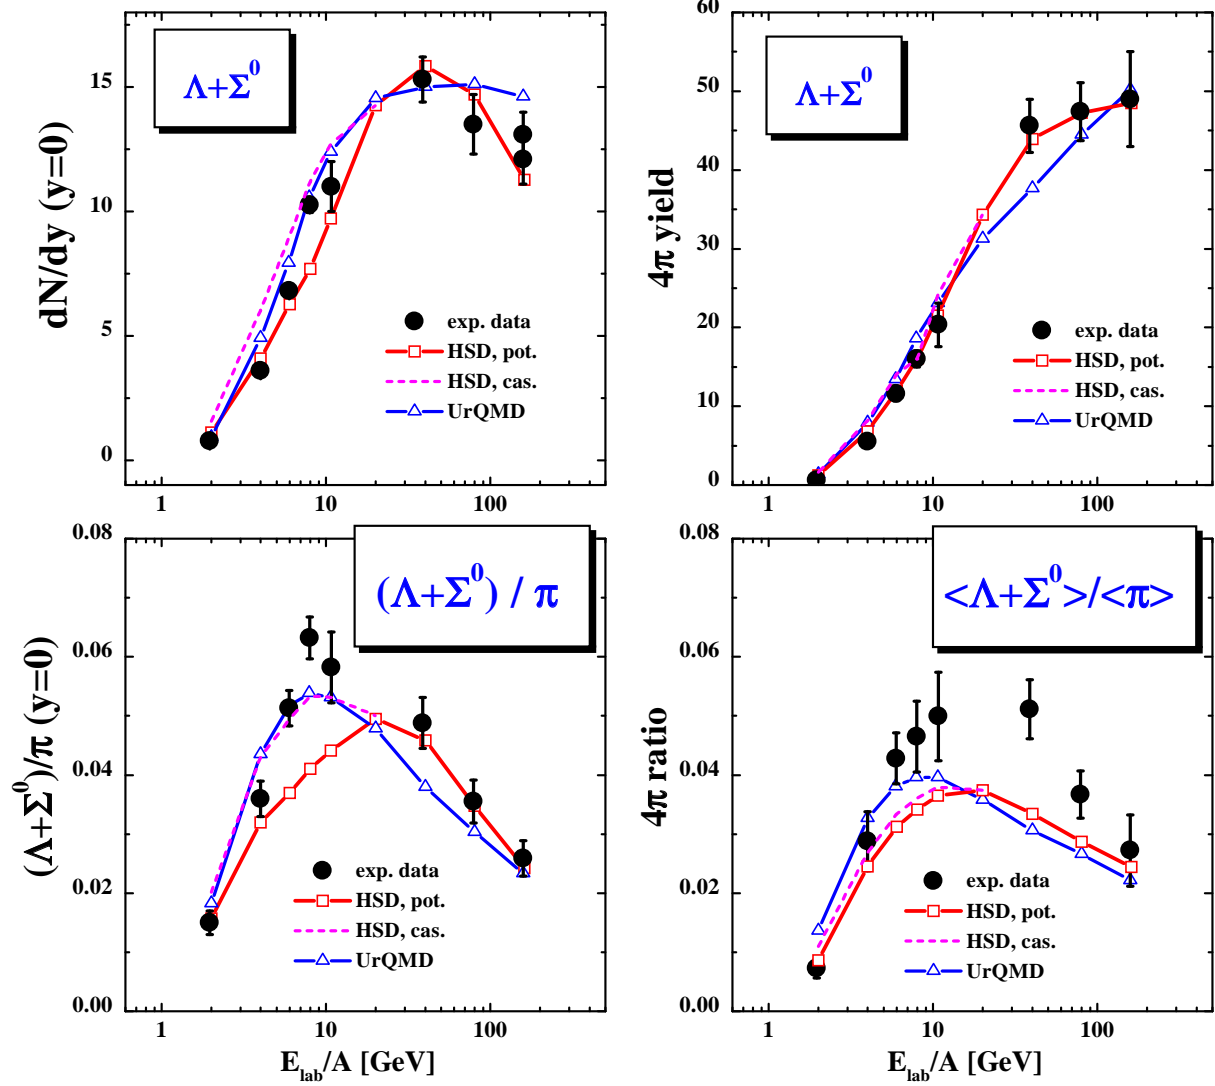 Λ+Σ⁰
dN/dy (y=0)
15
10
5
0
exp. data
HSD, pot.
HSD, cas.
UrQMD
1 10 100
Λ+Σ⁰
4π yield
60
50
40
30
20
10
0
exp. data
HSD, pot.
HSD, cas.
UrQMD
1 10 100
(Λ+Σ⁰) / π
(Λ+Σ⁰)/π (y=0)
0.08
0.06
0.04
0.02
0.00
exp. data
HSD, pot.
HSD, cas.
UrQMD
1 10 100
E_lab/A [GeV]
<Λ+Σ⁰>/<π>
4π ratio
0.08
0.06
0.04
0.02
0.00
exp. data
HSD, pot.
HSD, cas.
UrQMD
1 10 100
E_lab/A [GeV]